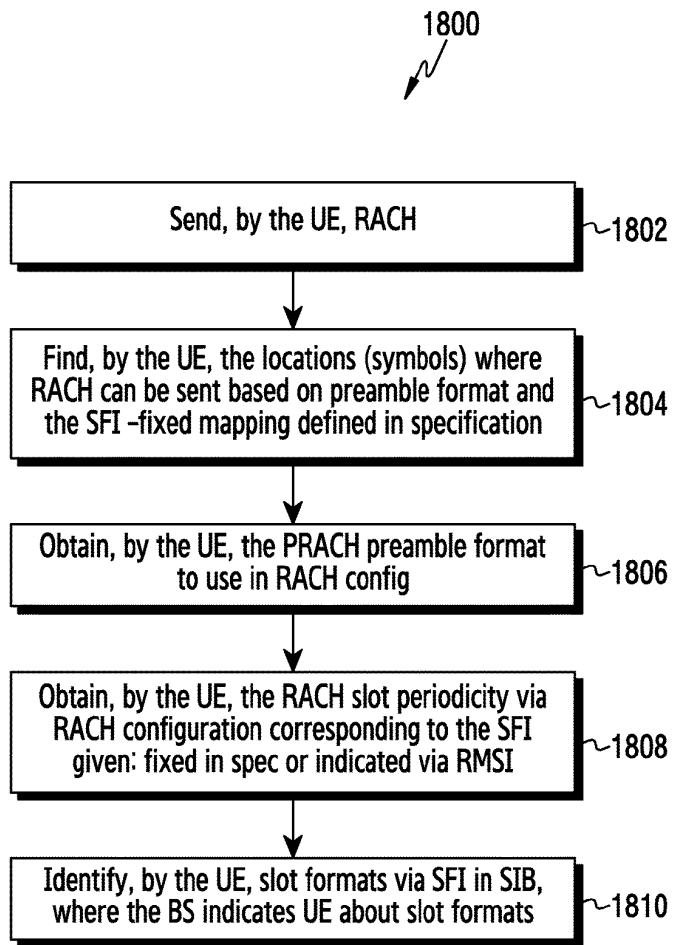 1800
Send, by the UE, RACH
1802
Find, by the UE, the locations (symbols) where
RACH can be sent based on preamble format and
the SFI -fixed mapping defined in specification
1804
Obtain, by the UE, the PRACH preamble format
to use in RACH config
1806
Obtain, by the UE, the RACH slot periodicity via
RACH configuration corresponding to the SFI
given: fixed in spec or indicated via RMSI
1808
Identify, by the UE, slot formats via SFI in SIB,
where the BS indicates UE about slot formats
1810